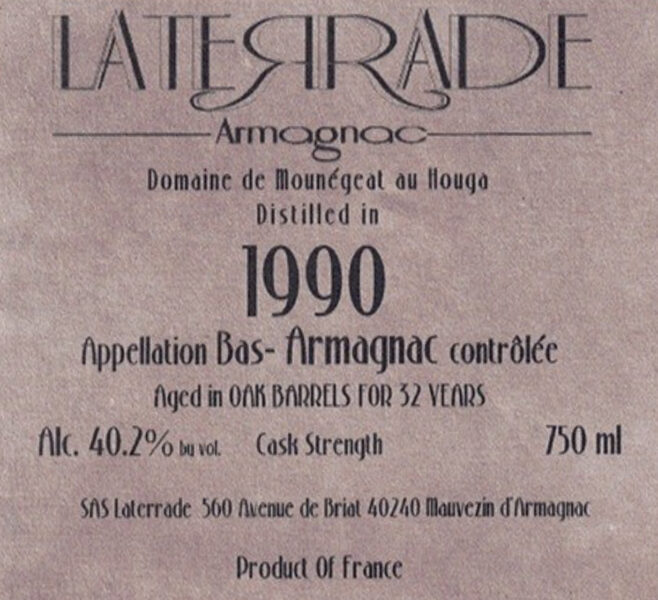 LATERRADE
Armagnac
Domaine de Mounégeat au Houga
Distilled in
1990
Appellation Bas- Armagnac contrôlée
Aged in OAK BARRELS FOR 32 YEARS
Alc. 40.2% by vol. Cask Strength 750 ml
SAS Laterrade 560 Avenue de Briat 40240 Mauvezin d'Armagnac
Product Of France